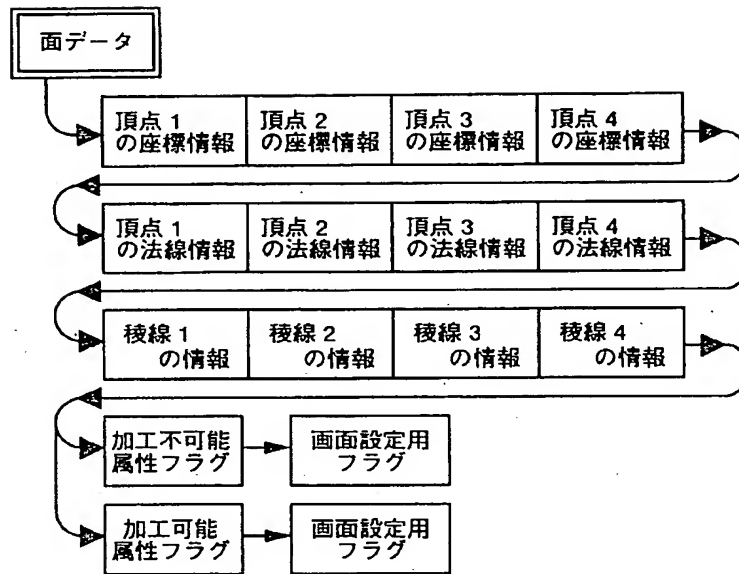 面データ
頂点1
の座標情報
頂点2
の座標情報
頂点3
の座標情報
頂点4
の座標情報
頂点1
の法線情報
頂点2
の法線情報
頂点3
の法線情報
頂点4
の法線情報
稜線1
の情報
稜線2
の情報
稜線3
の情報
稜線4
の情報
加工不可能
属性フラグ
画面設定用
フラグ
加工可能
属性フラグ
画面設定用
フラグ